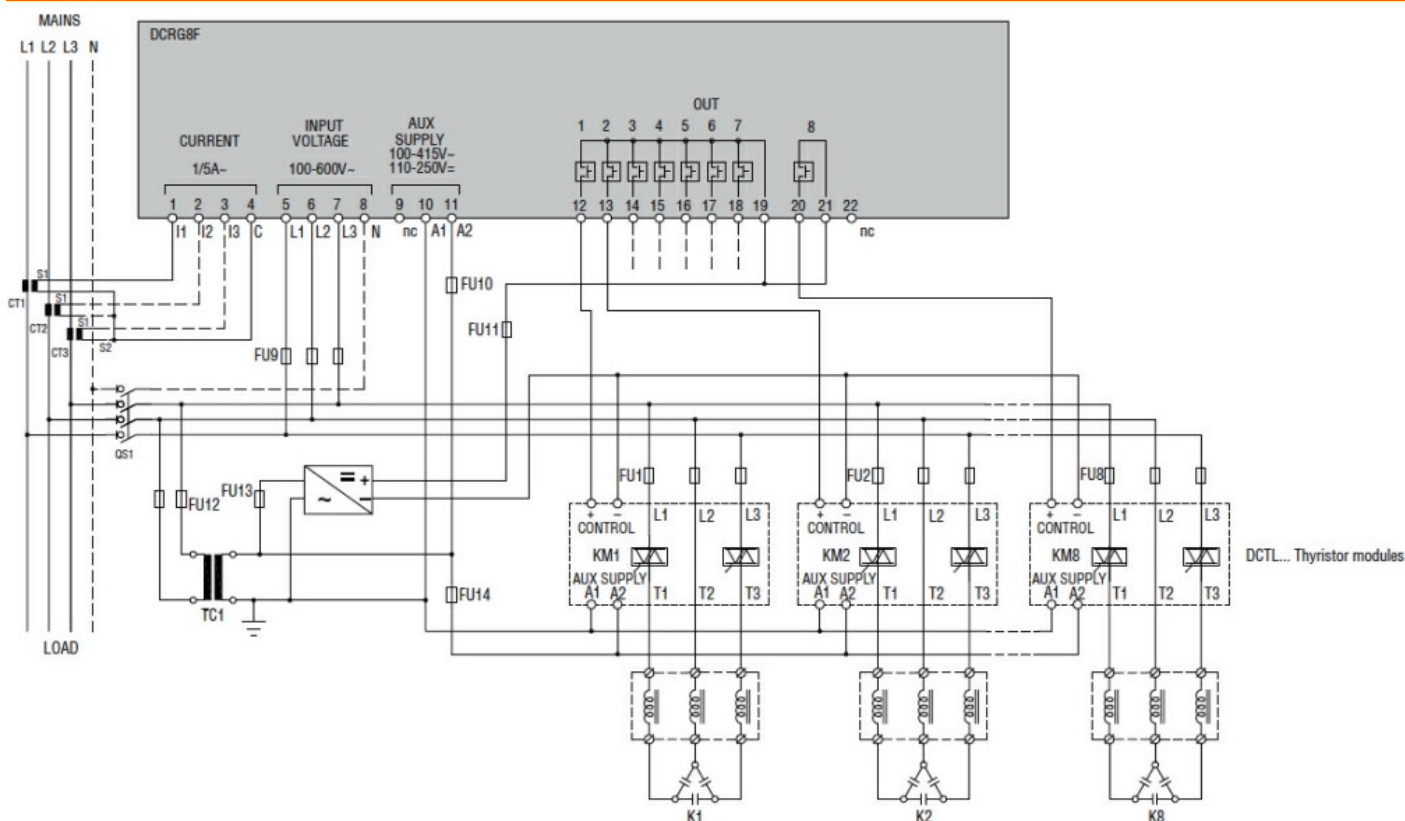 MAINS
L1 L2 L3 N
DCRG8F
CURRENT
1/5A~
INPUT
VOLTAGE
100-600V~
AUX
SUPPLY
100-415V~
110-250V=
OUT
1 2 3 4 5 6 7 8
1 2 3 4 5 6 7 8 9 10 11 12 13 14 15 16 17 18 19 20 21 22
I1 I2 I3 C L1 L2 L3 N nc A1 A2 nc
S1
CT1
S1
CT2
S1
CT3
S2
FU10
FU11
FU9
QS1
FU12
FU13
= +
~ −
FU14
TC1
LOAD
FU1
FU2
FU8
+ − L1 L2 L3
CONTROL
KM1
AUX SUPPLY
A1 A2 T1 T2 T3
+ − L1 L2 L3
CONTROL
KM2
AUX SUPPLY
A1 A2 T1 T2 T3
+ − L1 L2 L3
CONTROL
KM8
AUX SUPPLY
A1 A2 T1 T2 T3
DCTL... Thyristor modules
K1
K2
K8